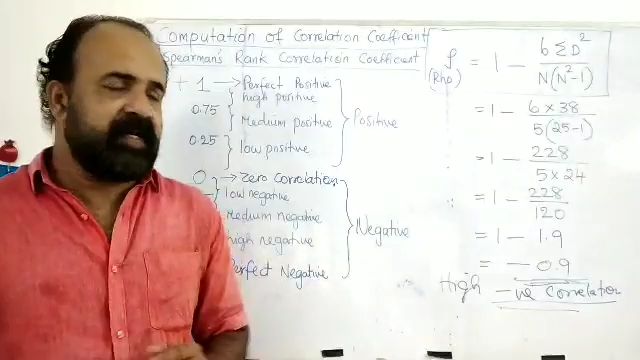 Computation of Correlation Coefficient
Spearman's Rank Correlation Coefficient
+ 1 → Perfect Positive
high positive
0.75
Medium positive
0.25
low positive
Positive
0 → Zero Correlation
low negative
Medium negative
high negative
Perfect Negative
Negative
ρ = 1 − 6 Σ D² / N(N²−1)
(Rho)
= 1 − 6 × 38 / 5(25−1)
= 1 − 228 / 5 × 24
= 1 − 228 / 120
= 1 − 1.9
= − 0.9
High −ve Correlation